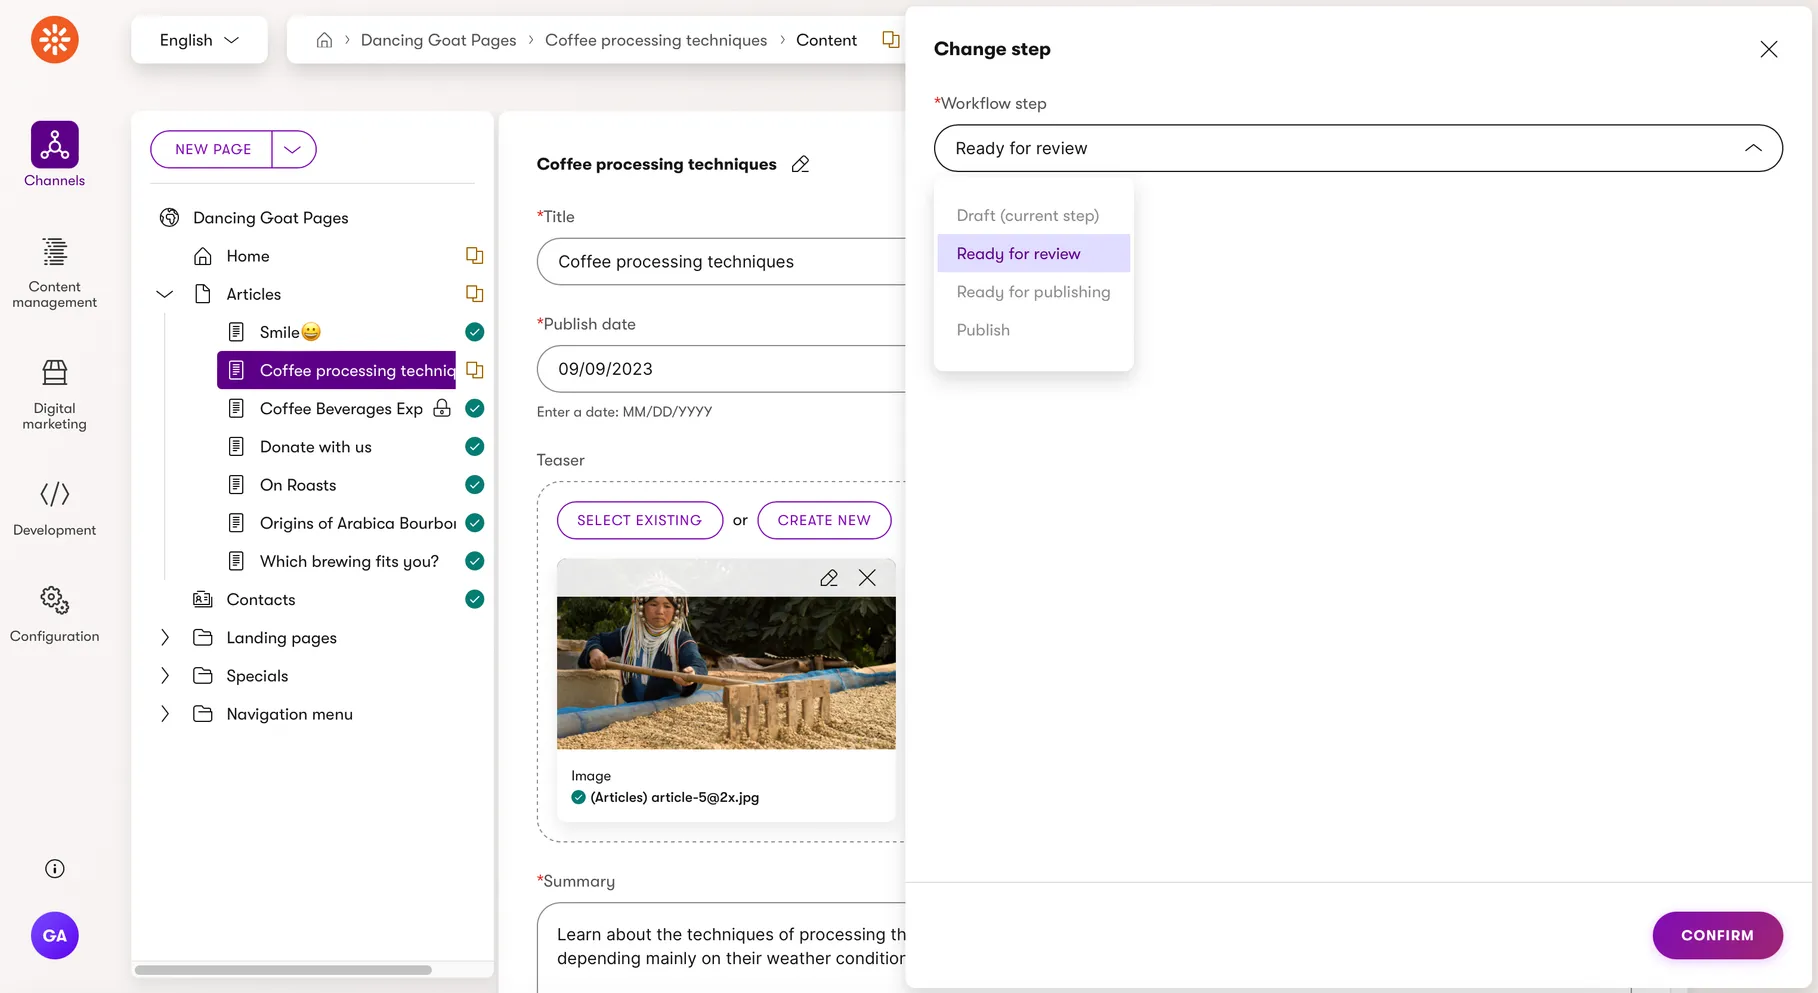 English
Dancing Goat Pages
Coffee processing techniques
Content
Channels
Content
management
Digital
marketing
Development
Configuration
GA
NEW PAGE
Dancing Goat Pages
Home
Articles
Smile😀
Coffee processing techniq
Coffee Beverages Exp
Donate with us
On Roasts
Origins of Arabica Bourbon
Which brewing fits you?
Contacts
Landing pages
Specials
Navigation menu
Coffee processing techniques
*Title
Coffee processing techniques
*Publish date
09/09/2023
Enter a date: MM/DD/YYYY
Teaser
SELECT EXISTING or CREATE NEW
Image
(Articles) article-5@2x.jpg
*Summary
Learn about the techniques of processing th
depending mainly on their weather condition
Change step
*Workflow step
Ready for review
Draft (current step)
Ready for review
Ready for publishing
Publish
CONFIRM